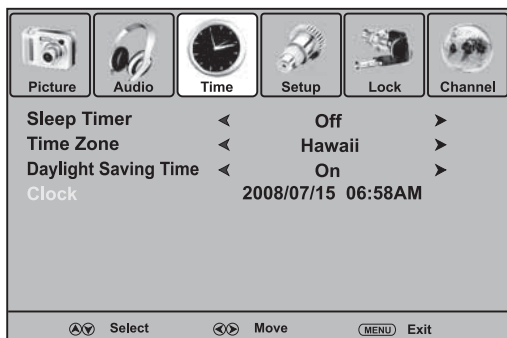 Picture Audio Time Setup Lock Channel
Sleep Timer Off
Time Zone Hawaii
Daylight Saving Time On
Clock 2008/07/15 06:58AM
Select Move MENU Exit